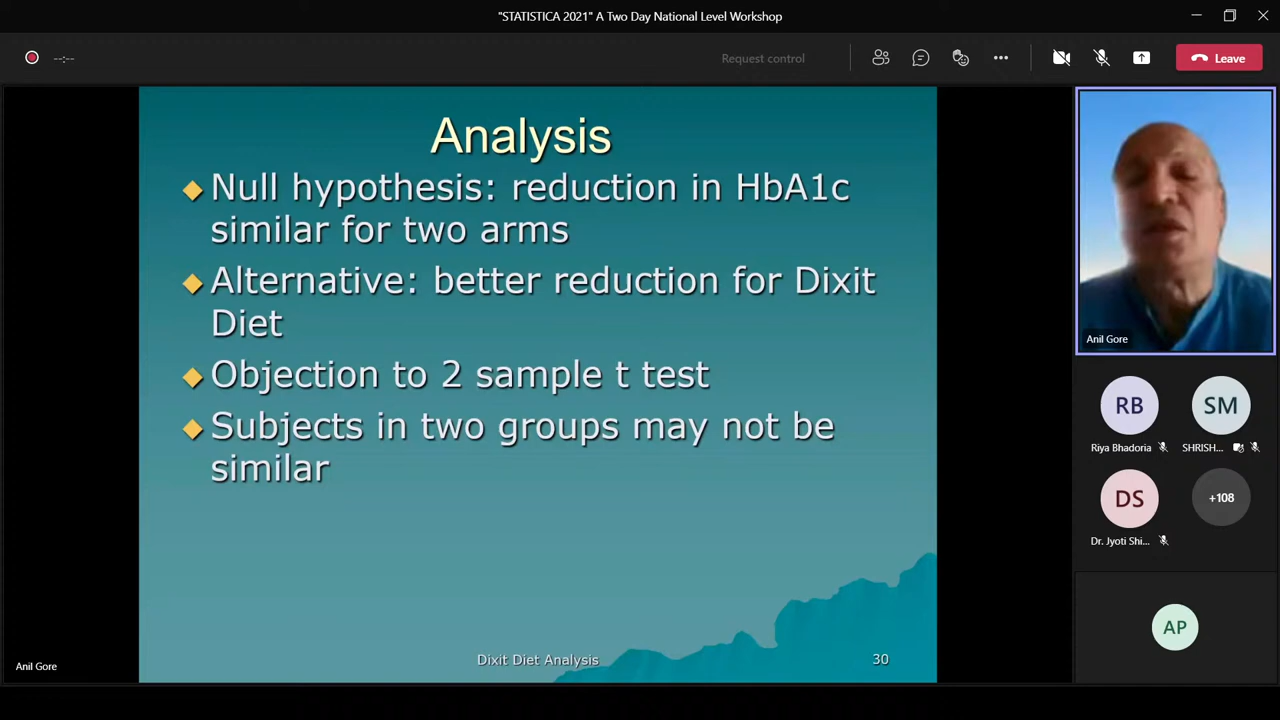 "STATISTICA 2021" A Two Day National Level Workshop
--:--
Request control
Leave
Analysis
Null hypothesis: reduction in HbA1c
similar for two arms
Alternative: better reduction for Dixit
Diet
Objection to 2 sample t test
Subjects in two groups may not be
similar
Dixit Diet Analysis
30
Anil Gore
Anil Gore
RB
SM
Riya Bhadoria
SHRISH...
DS
+108
Dr. Jyoti Shi...
AP